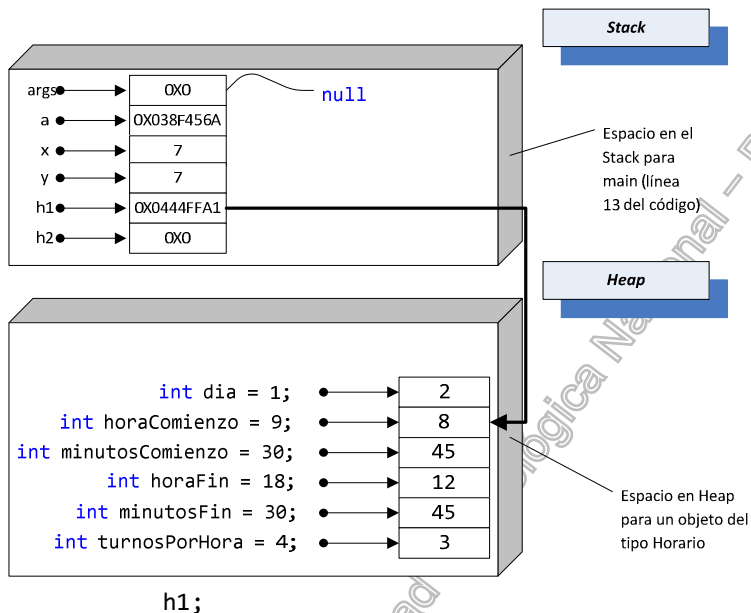 Stack
args
0X0
null
a
0X038F456A
x
7
y
7
h1
0X0444FFA1
h2
0X0
Espacio en el
Stack para
main (línea
13 del código)
Heap
int dia = 1;
2
int horaComienzo = 9;
8
int minutosComienzo = 30;
45
int horaFin = 18;
12
int minutosFin = 30;
45
int turnosPorHora = 4;
3
Espacio en Heap
para un objeto del
tipo Horario
h1;